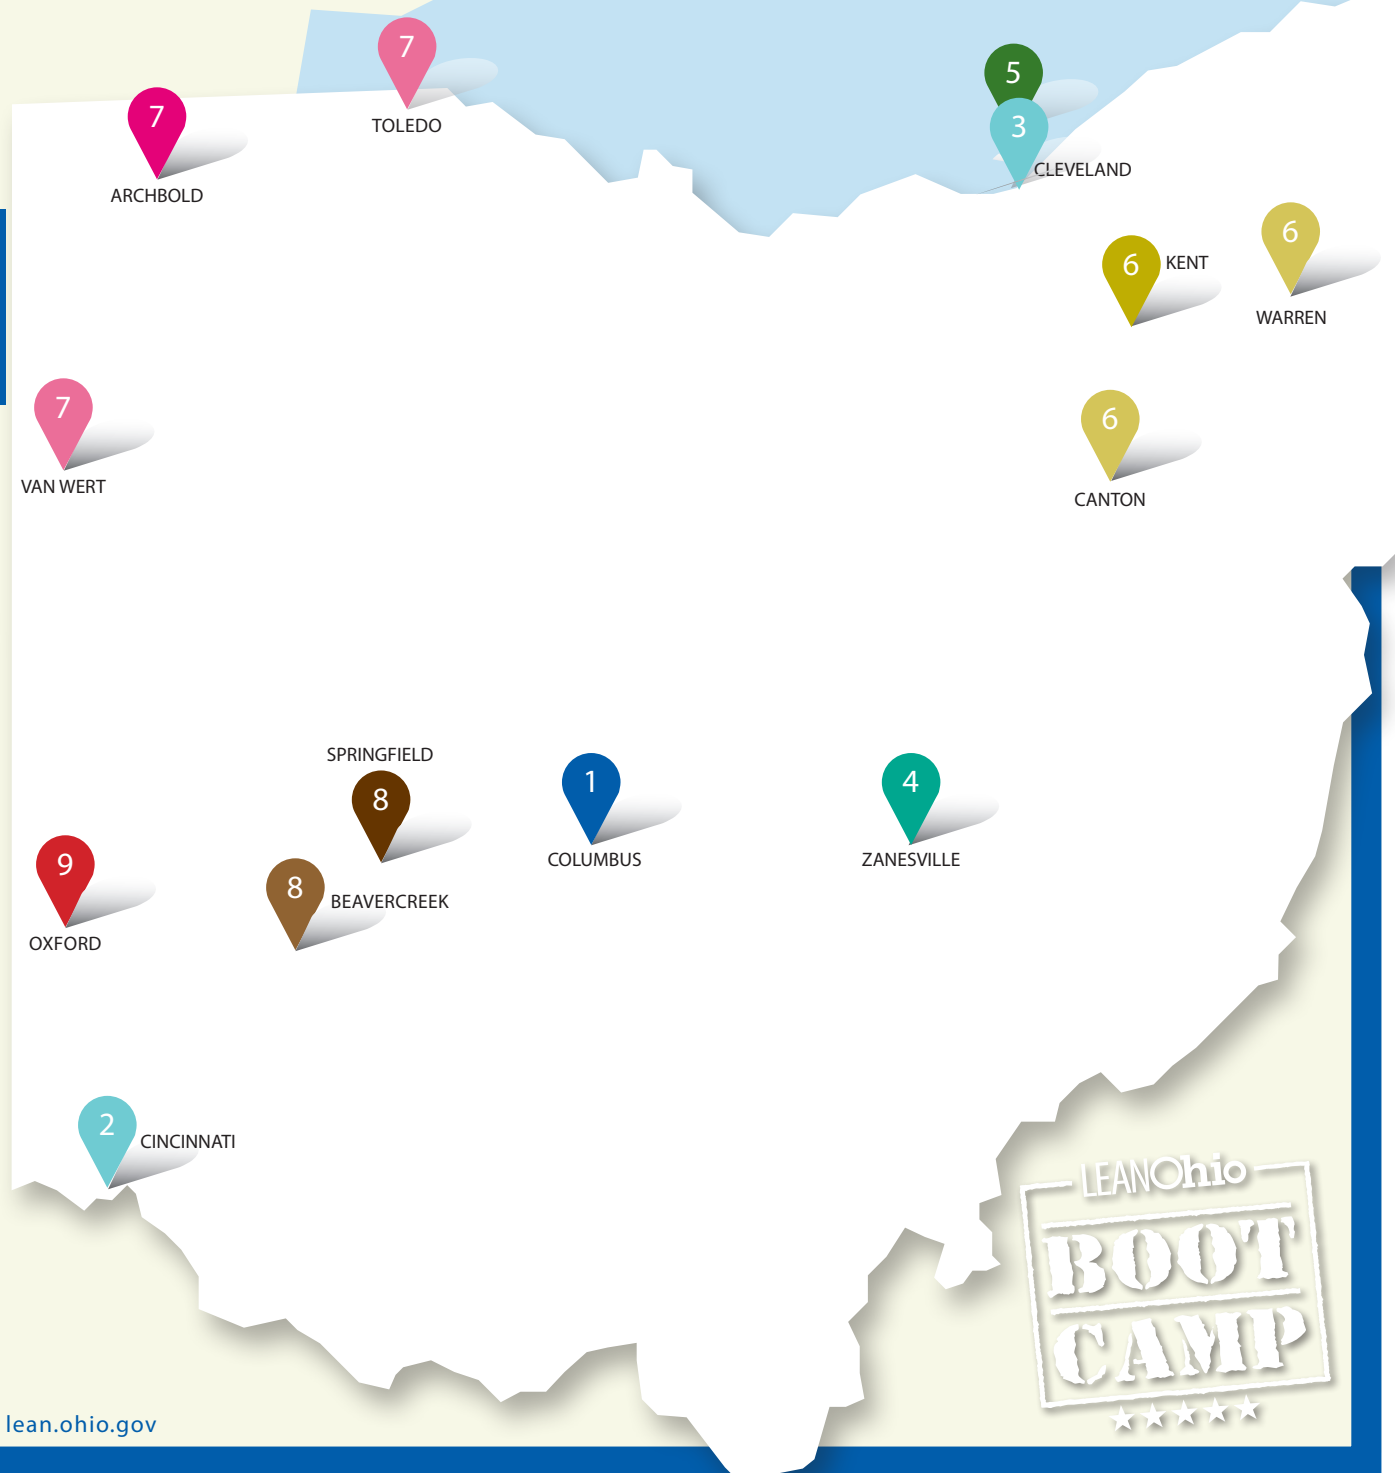 7
TOLEDO
5
3
CLEVELAND
7
ARCHBOLD
6
KENT
6
WARREN
7
VAN WERT
6
CANTON
SPRINGFIELD
8
1
COLUMBUS
4
ZANESVILLE
9
OXFORD
8
BEAVERCREEK
2
CINCINNATI
LEANOhio
BOOT
CAMP
lean.ohio.gov